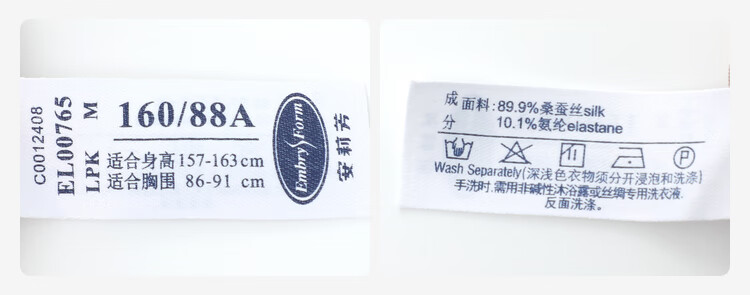 C0012408
EL00765
LPK M
160/88A
适合身高157-163cm
适合胸围 86-91 cm
Embry Form
安莉芳
成 面料:89.9%桑蚕丝silk
分 10.1%氨纶elastane
P
Wash Separately(深浅色衣物须分开浸泡和洗涤)
手洗时,需用非碱性沐浴露或丝绸专用洗衣液,
反面洗涤。